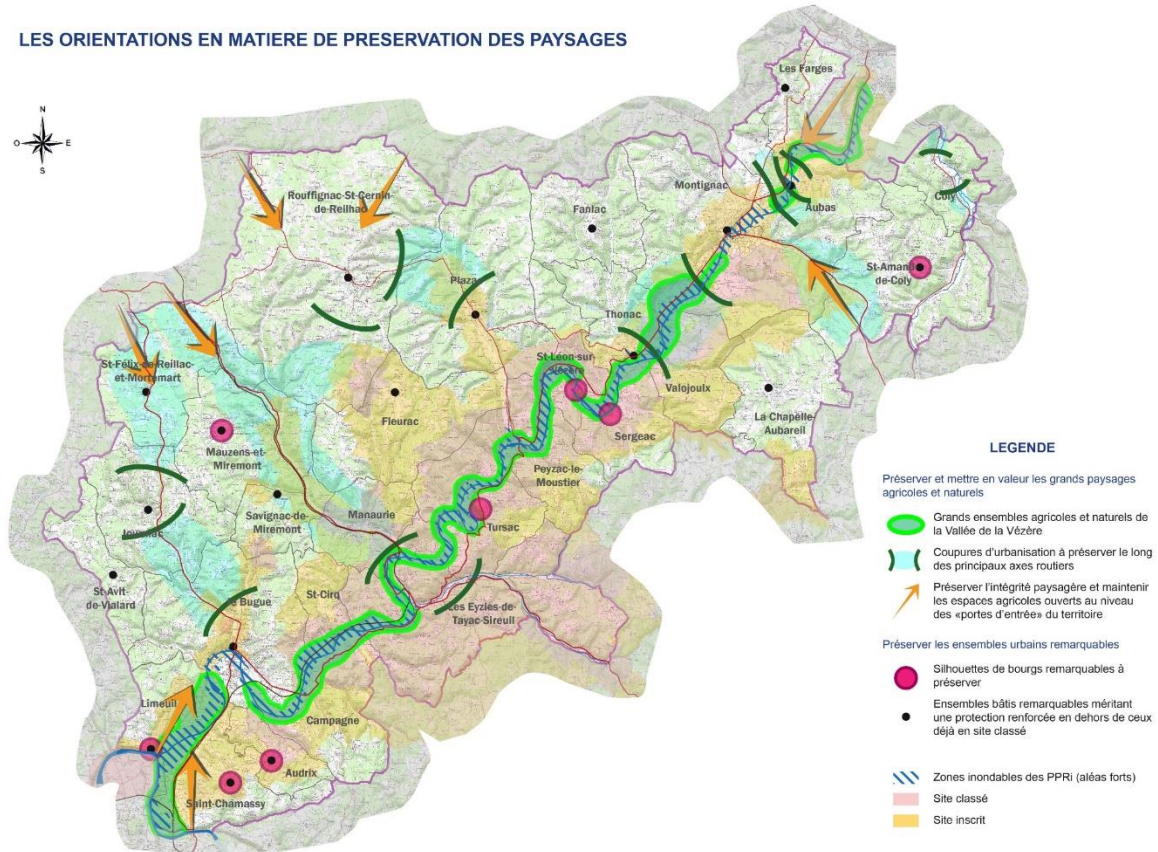 LES ORIENTATIONS EN MATIERE DE PRESERVATION DES PAYSAGES
N
O
E
S
Les Farges
Rouffignac-St-Cernin-
de-Reilhac
Montignac
Fanlac
Aubas
Coly
St-Amand-
de-Coly
Plazac
Thonac
St-Félix-de-Reillac-
et-Mortemart
St-Léon-sur-
Vézère
Valojoulx
La Chapelle-
Aubareil
Fleurac
Sergeac
Mauzens-et-
Miremont
Peyzac-le-
Moustier
Savignac-de-
Miremont
Manaurie
Tursac
Journiac
St-Avit-
de-Vialard
St-Cirq
Le Bugue
Les Eyzies-de-
Tayac-Sireuil
Limeuil
Campagne
Audrix
Saint-Chamassy
LEGENDE
Préserver et mettre en valeur les grands paysages
agricoles et naturels
Grands ensembles agricoles et naturels de
la Vallée de la Vézère
Coupures d'urbanisation à préserver le long
des principaux axes routiers
Préserver l'intégrité paysagère et maintenir
les espaces agricoles ouverts au niveau
des «portes d'entrée» du territoire
Préserver les ensembles urbains remarquables
Silhouettes de bourgs remarquables à
préserver
Ensembles bâtis remarquables méritant
une protection renforcée en dehors de ceux
déjà en site classé
Zones inondables des PPRi (aléas forts)
Site classé
Site inscrit